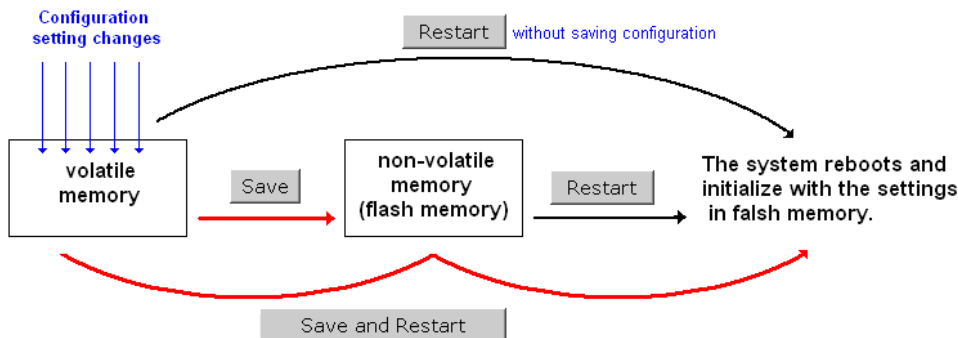 Configuration
setting changes
Restart without saving configuration
volatile
memory
Save
non-volatile
memory
(flash memory)
Restart
The system reboots and
initialize with the settings
in falsh memory.
Save and Restart